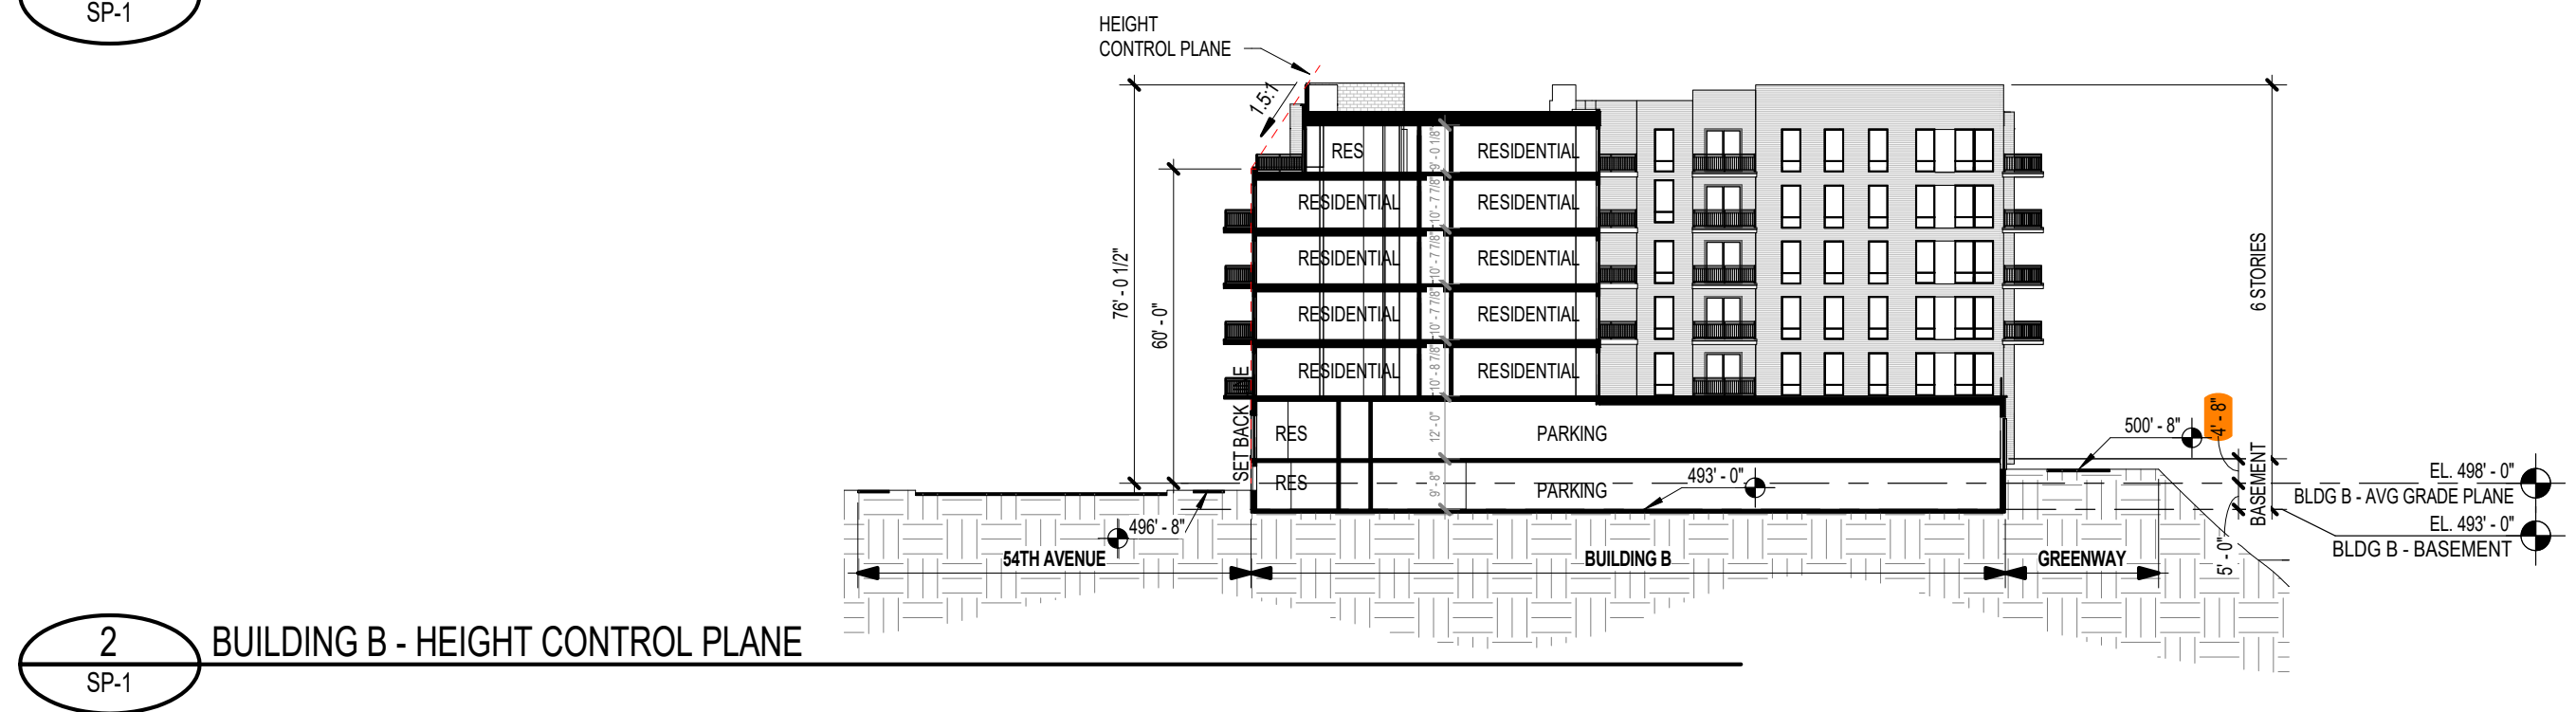 SP-1
HEIGHT
CONTROL PLANE
1.5:1
76' - 0 1/2"
60' - 0"
RES
RESIDENTIAL
9' - 0 1/8"
RESIDENTIAL
RESIDENTIAL
10' - 7 7/8"
RESIDENTIAL
RESIDENTIAL
10' - 7 7/8"
RESIDENTIAL
RESIDENTIAL
10' - 7 7/8"
RESIDENTIAL
RESIDENTIAL
10' - 8 7/8"
6 STORIES
SET BACK
RES
12' - 0"
PARKING
RES
9' - 8"
PARKING
493' - 0"
500' - 8"
4' - 8"
BASEMENT
5' - 0"
EL. 498' - 0"
BLDG B - AVG GRADE PLANE
EL. 493' - 0"
BLDG B - BASEMENT
496' - 8"
54TH AVENUE
BUILDING B
GREENWAY
2
SP-1
BUILDING B - HEIGHT CONTROL PLANE